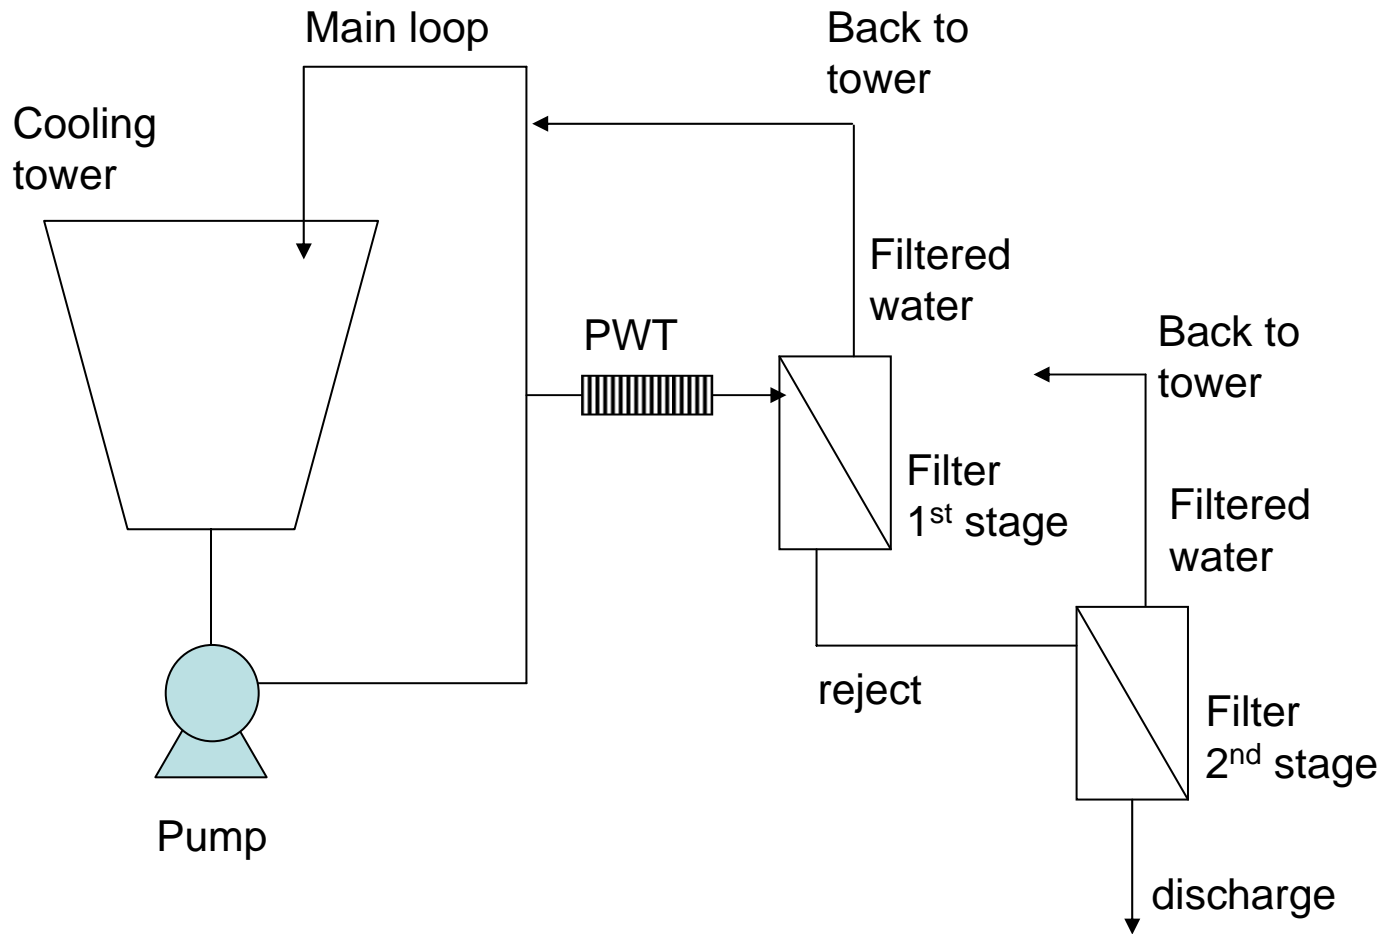 Main loop
Back to
tower
Cooling
tower
Filtered
water
PWT
Back to
tower
Filter
1st stage
Filtered
water
reject
Filter
2nd stage
Pump
discharge